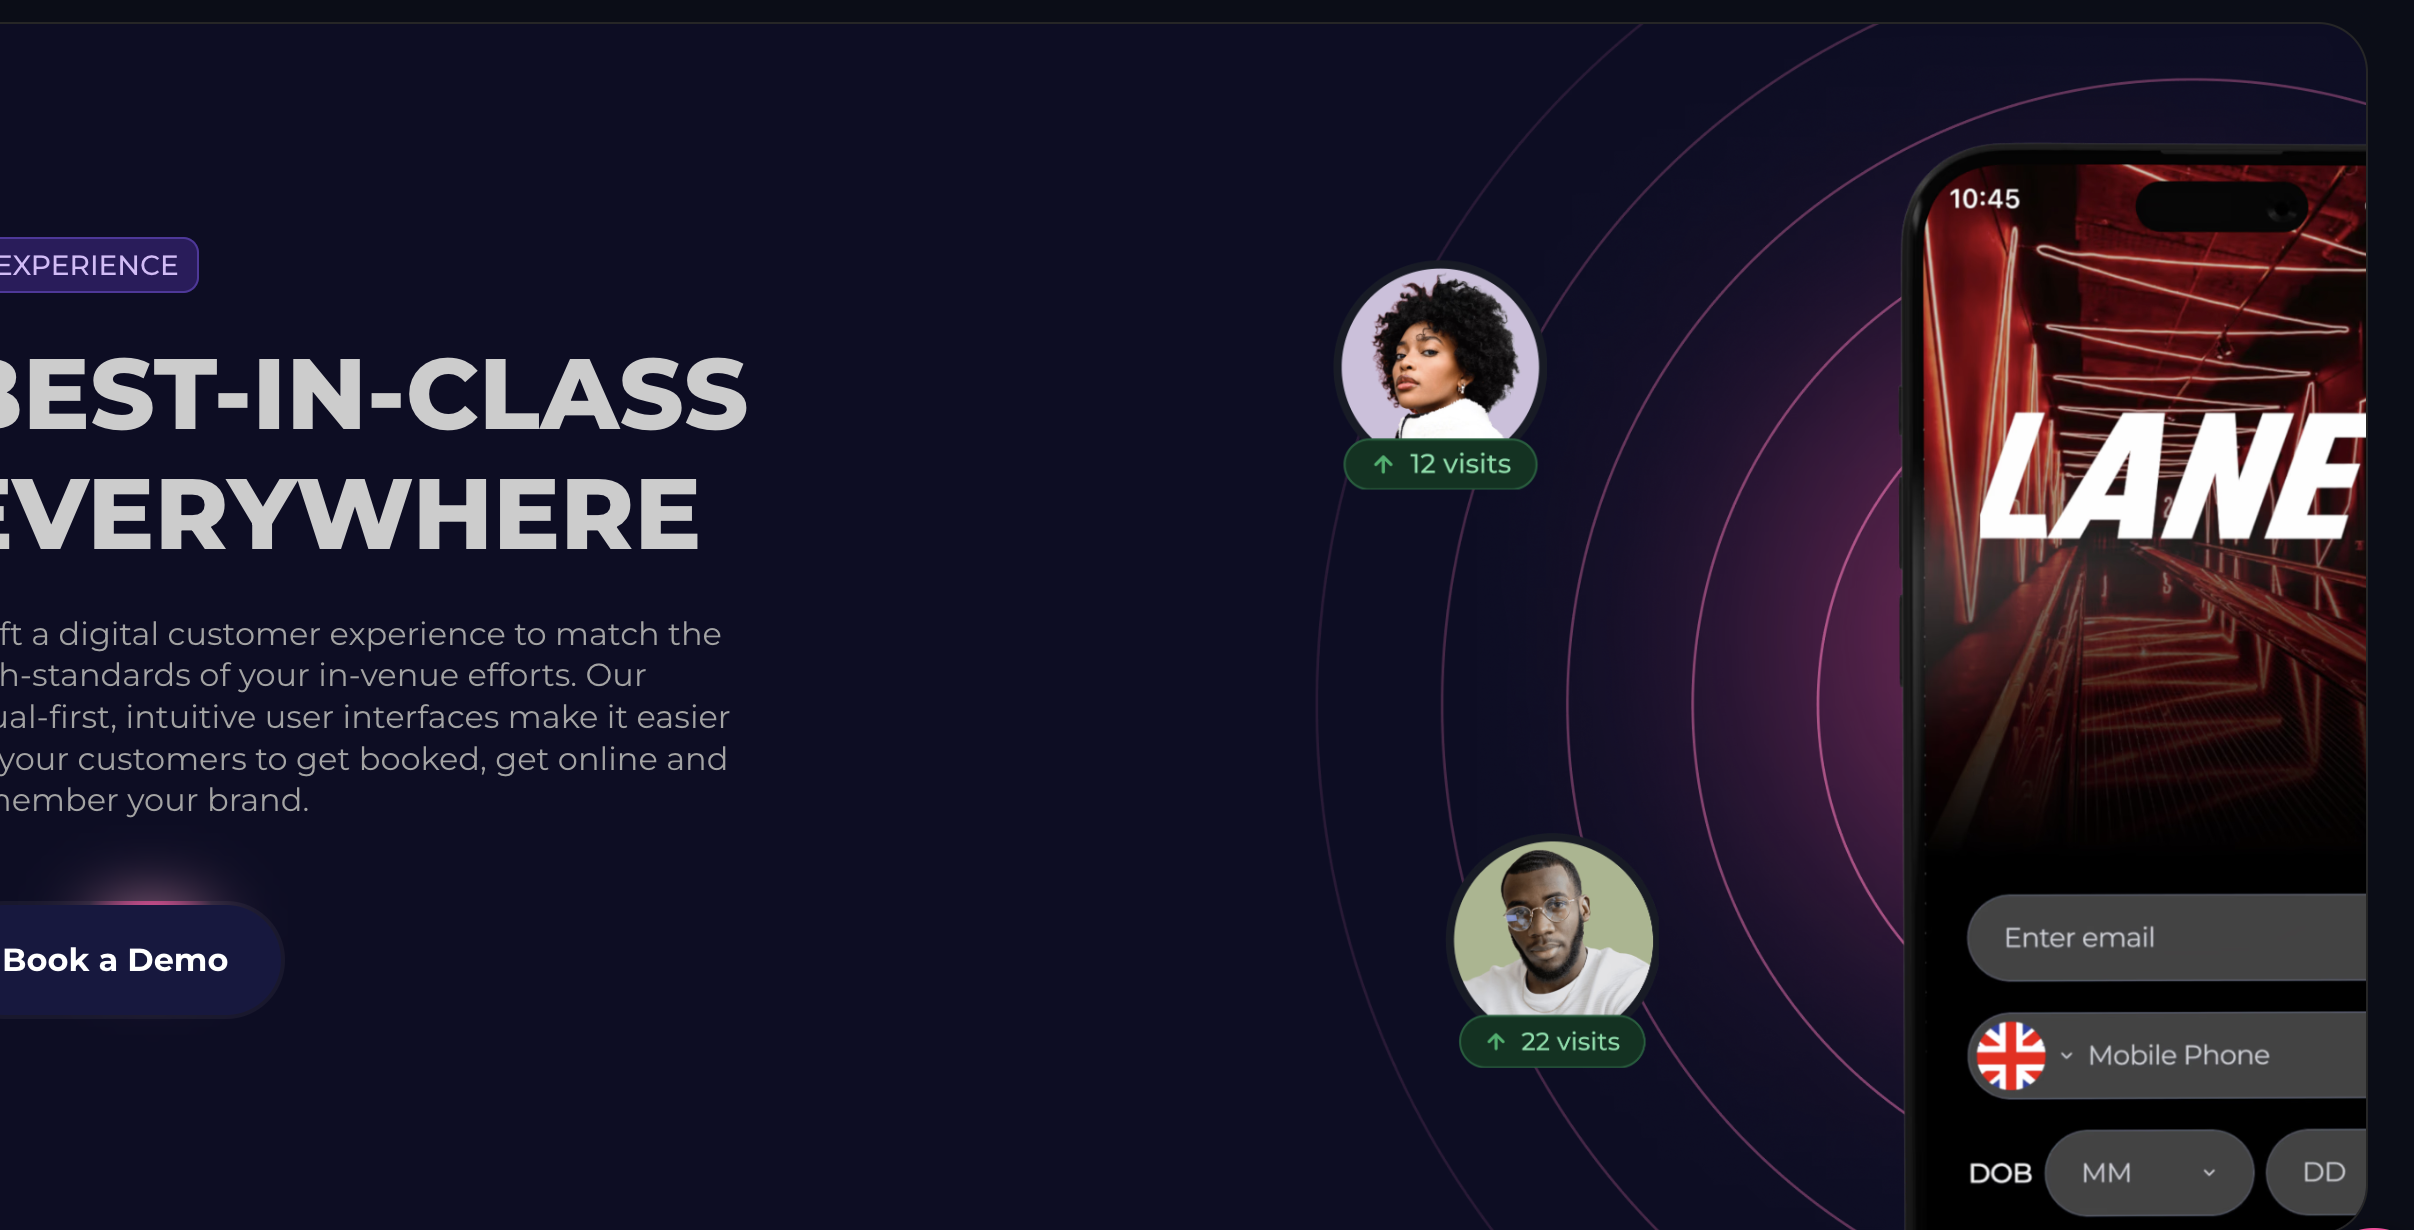 EXPERIENCE
BEST-IN-CLASS
EVERYWHERE
ft a digital customer experience to match the
h-standards of your in-venue efforts. Our
ual-first, intuitive user interfaces make it easier
your customers to get booked, get online and
member your brand.
Book a Demo
12 visits
22 visits
10:45
LANE
Enter email
Mobile Phone
DOB MM DD